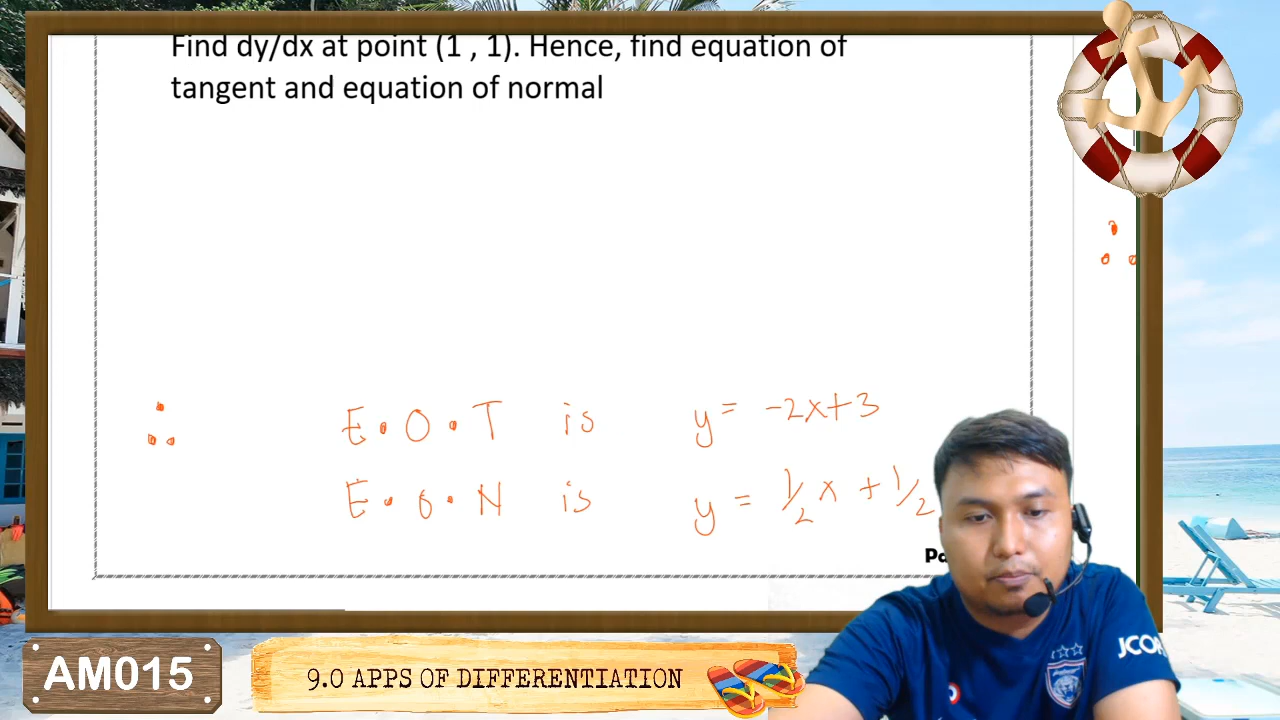 Find dy/dx at point (1 , 1). Hence, find equation of
tangent and equation of normal
∴ E.O.T is y = -2x+3
E.O.N is y = 1/2 x + 1/2
AM015
9.0 APPS OF DIFFERENTIATION